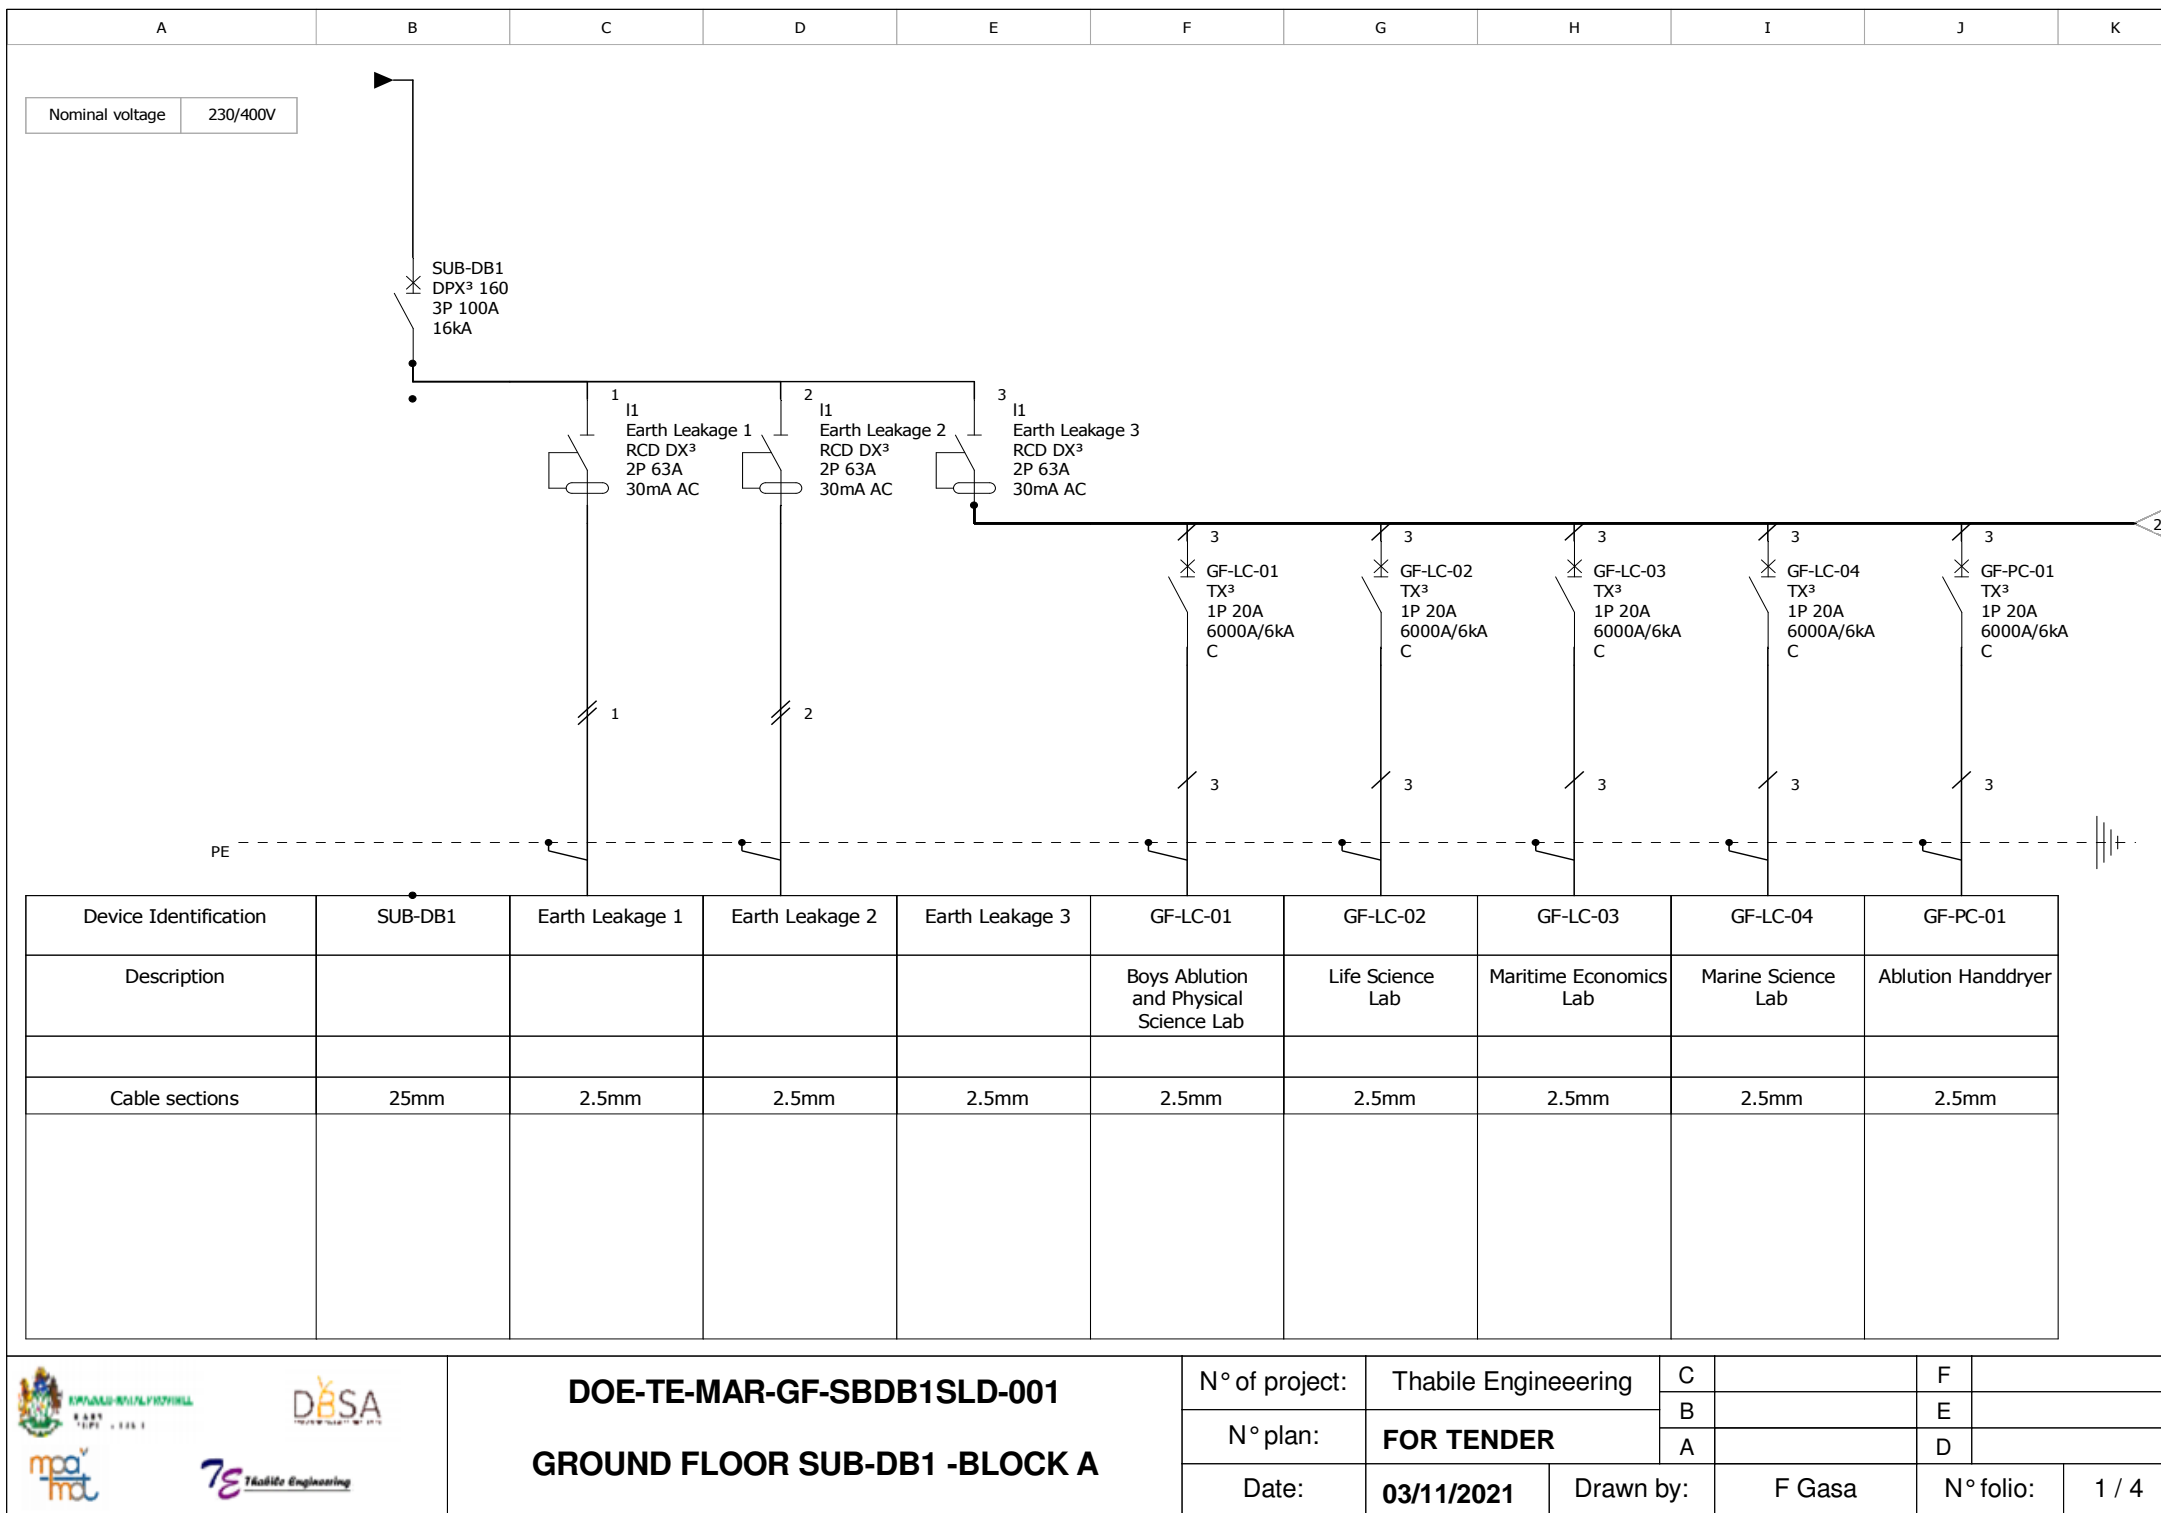 A B C D E F G H I J K
Nominal voltage 230/400V
SUB-DB1
DPX³ 160
3P 100A
16kA
1
I1
Earth Leakage 1
RCD DX³
2P 63A
30mA AC
2
I1
Earth Leakage 2
RCD DX³
2P 63A
30mA AC
3
I1
Earth Leakage 3
RCD DX³
2P 63A
30mA AC
2
3
GF-LC-01
TX³
1P 20A
6000A/6kA
C
3
GF-LC-02
TX³
1P 20A
6000A/6kA
C
3
GF-LC-03
TX³
1P 20A
6000A/6kA
C
3
GF-LC-04
TX³
1P 20A
6000A/6kA
C
3
GF-PC-01
TX³
1P 20A
6000A/6kA
C
1 2
3 3 3 3 3
PE
Device Identification SUB-DB1 Earth Leakage 1 Earth Leakage 2 Earth Leakage 3 GF-LC-01 GF-LC-02 GF-LC-03 GF-LC-04 GF-PC-01
Description
Boys Ablution
and Physical
Science Lab
Life Science
Lab
Maritime Economics
Lab
Marine Science
Lab
Ablution Handdryer
Cable sections 25mm 2.5mm 2.5mm 2.5mm 2.5mm 2.5mm 2.5mm 2.5mm 2.5mm
DBSA
mpa
mot
TE Thabile Engineering
DOE-TE-MAR-GF-SBDB1SLD-001
GROUND FLOOR SUB-DB1 -BLOCK A
N° of project: Thabile Engineeering
N° plan: FOR TENDER
Date: 03/11/2021 Drawn by: F Gasa N° folio: 1 / 4
C F
B E
A D